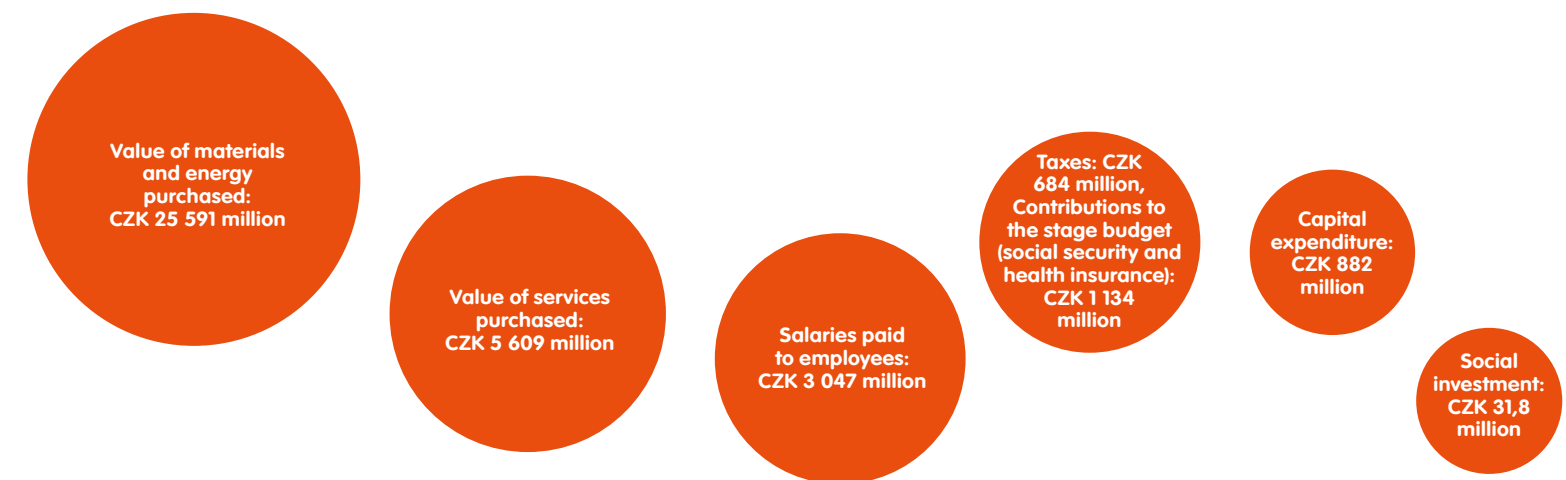 Value of materials
and energy
purchased:
CZK 25 591 million
Value of services
purchased:
CZK 5 609 million
Salaries paid
to employees:
CZK 3 047 million
Taxes: CZK
684 million,
Contributions to
the stage budget
(social security and
health insurance):
CZK 1 134
million
Capital
expenditure:
CZK 882
million
Social
investment:
CZK 31,8
million